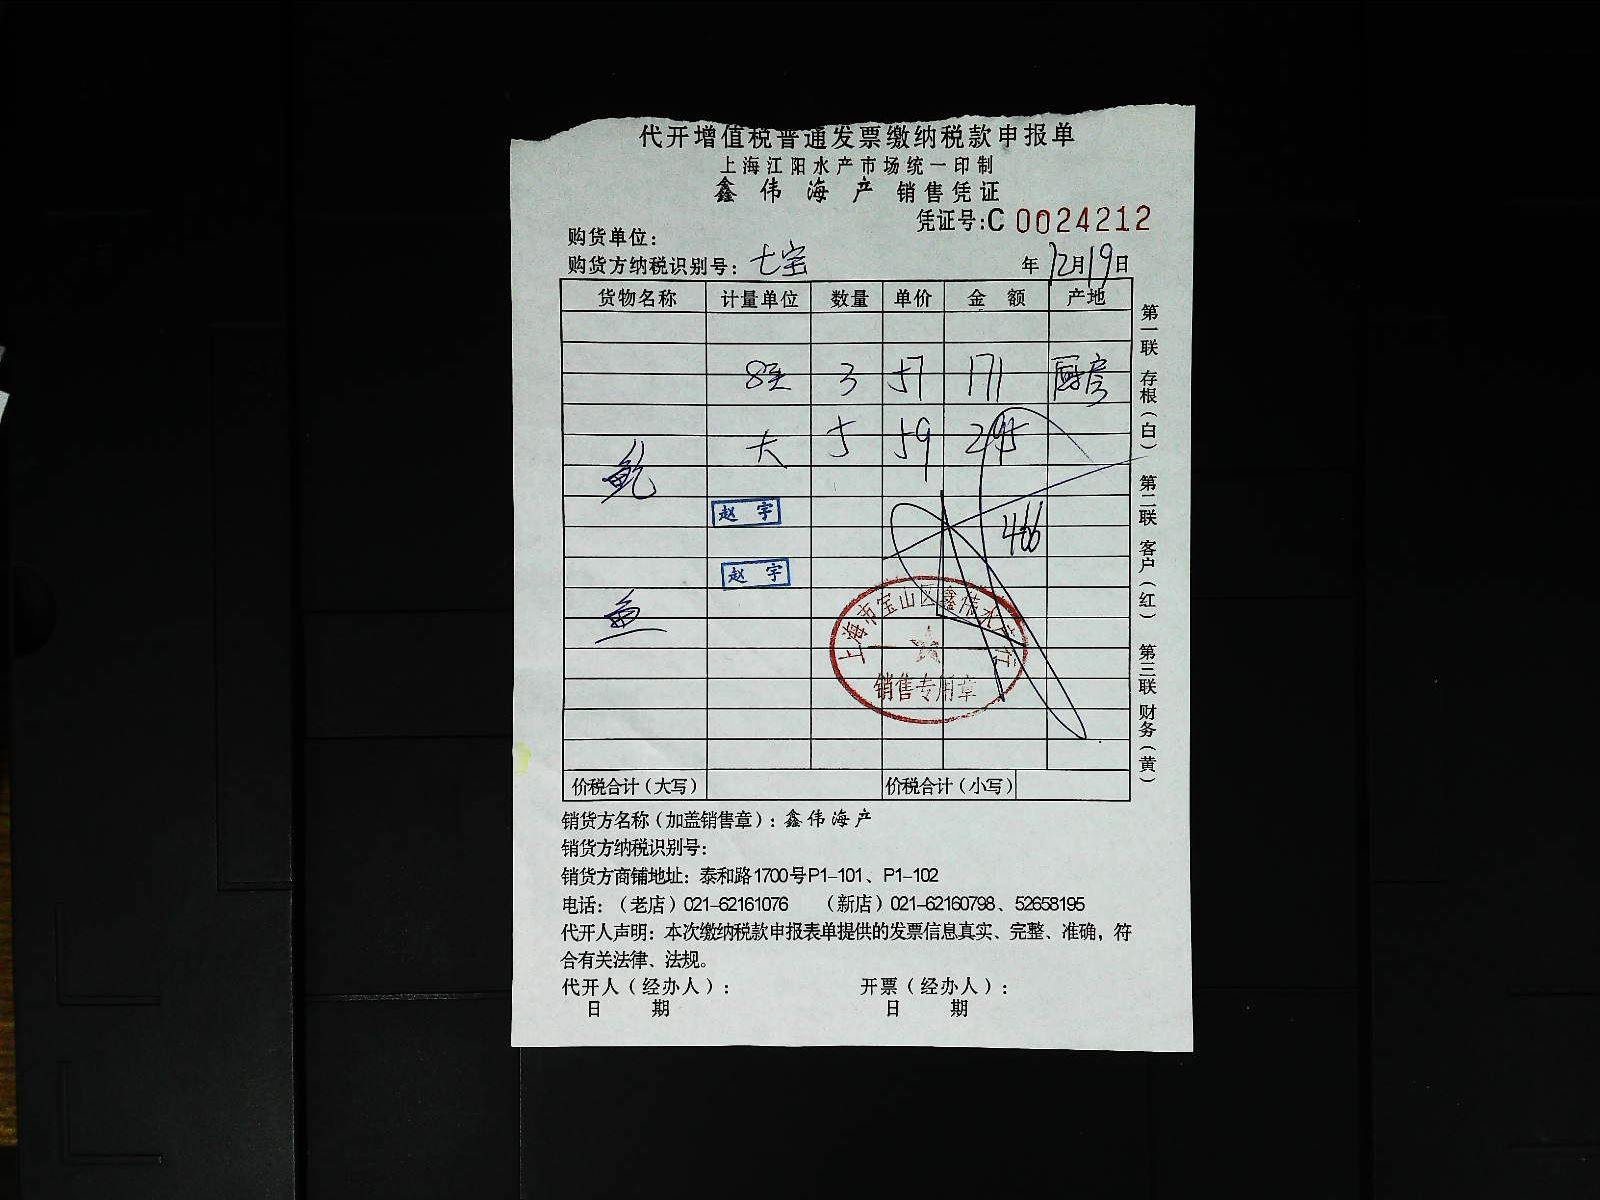 代开增值税普通发票缴纳税款申报单
上海江阳水产市场统一印制
鑫伟海产 销售凭证
凭证号:C 0024212
购货单位：
购货方纳税识别号：七宝 年12月19日
货物名称 计量单位 数量 单价 金额 产地
3 57 171 厨房
大 5 59 295
鲍
赵宇
466
赵宇
鱼
上海市宝山区鑫伟水产行
销售专用章
价税合计（大写） 价税合计（小写）
第一联 存根（白） 第二联 客户（红） 第三联 财务（黄）
销货方名称（加盖销售章）：鑫伟海产
销货方纳税识别号：
销货方商铺地址：泰和路1700号P1-101、P1-102
电话：（老店）021-62161076 （新店）021-62160798、52658195
代开人声明：本次缴纳税款申报表单提供的发票信息真实、完整、准确，符
合有关法律、法规。
代开人（经办人）： 开票（经办人）：
日期 日期